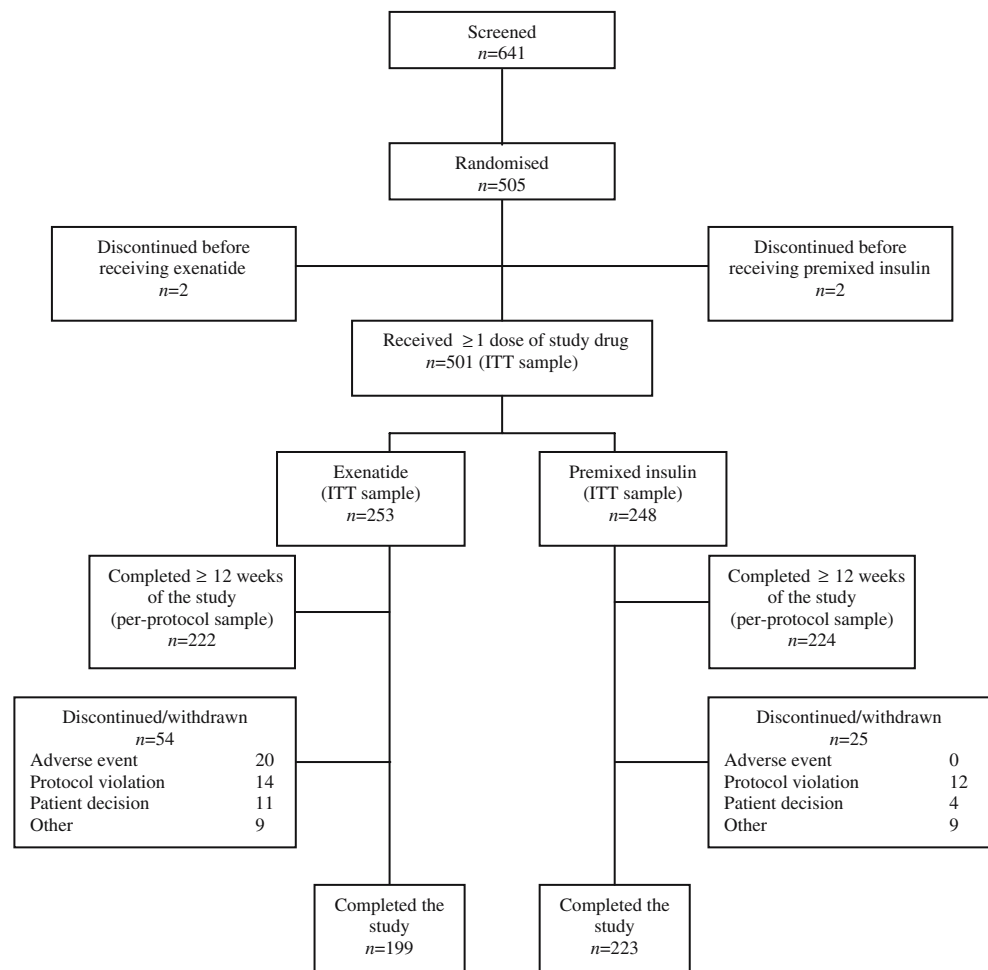 Screened
n=641
Randomised
n=505
Discontinued before
receiving exenatide
n=2
Discontinued before
receiving premixed insulin
n=2
Received ≥1 dose of study drug
n=501 (ITT sample)
Exenatide
(ITT sample)
n=253
Premixed insulin
(ITT sample)
n=248
Completed ≥ 12 weeks
of the study
(per-protocol sample)
n=222
Completed ≥ 12 weeks
of the study
(per-protocol sample)
n=224
Discontinued/withdrawn
n=54
Adverse event 20
Protocol violation 14
Patient decision 11
Other 9
Discontinued/withdrawn
n=25
Adverse event 0
Protocol violation 12
Patient decision 4
Other 9
Completed the
study
n=199
Completed the
study
n=223